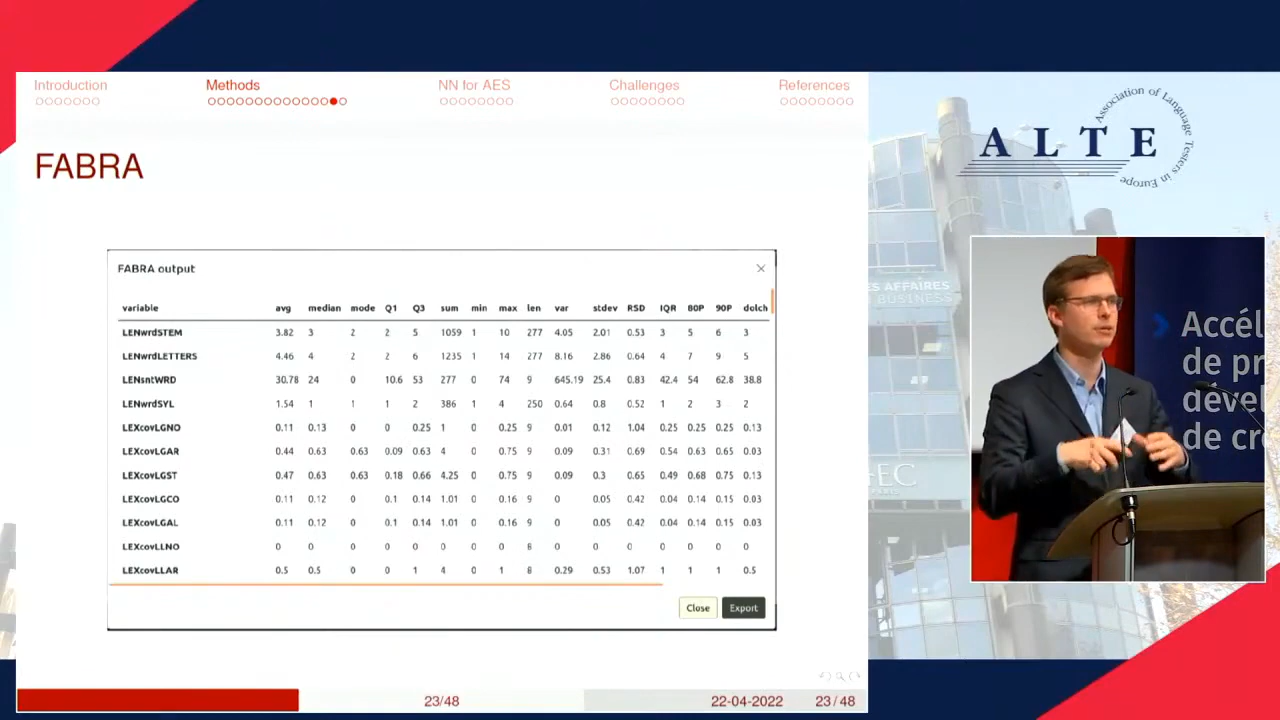 Introduction Methods NN for AES Challenges References
FABRA
FABRA output
variable avg median mode Q1 Q3 sum min max len var stdev RSD IQR 80P 90P dolch
LENwrdSTEM 3.82 3 2 2 5 1059 1 10 277 4.05 2.01 0.53 3 5 6 3
LENwrdLETTERS 4.46 4 2 2 6 1235 1 14 277 8.16 2.86 0.64 4 7 9 5
LENsntWRD 30.78 24 0 10.6 53 277 0 74 9 645.19 25.4 0.83 42.4 54 62.8 38.8
LENwrdSYL 1.54 1 1 1 2 386 1 4 250 0.64 0.8 0.52 1 2 3 2
LEXcovLGNO 0.11 0.13 0 0 0.25 1 0 0.25 9 0.01 0.12 1.04 0.25 0.25 0.25 0.13
LEXcovLGAR 0.44 0.63 0.63 0.09 0.63 4 0 0.75 9 0.09 0.31 0.69 0.54 0.63 0.65 0.03
LEXcovLGST 0.47 0.63 0.63 0.18 0.66 4.25 0 0.75 9 0.09 0.3 0.65 0.49 0.68 0.75 0.13
LEXcovLGCO 0.11 0.12 0 0.1 0.14 1.01 0 0.16 9 0 0.05 0.42 0.04 0.14 0.15 0.03
LEXcovLGAL 0.11 0.12 0 0.1 0.14 1.01 0 0.16 9 0 0.05 0.42 0.04 0.14 0.15 0.03
LEXcovLLNO 0 0 0 0 0 0 0 0 8 0 0 0 0 0 0 0
LEXcovLLAR 0.5 0.5 0 0 1 4 0 1 8 0.29 0.53 1.07 1 1 1 0.5
Close Export
23/48 22-04-2022 23/48
ALTE
Association of Language Testers in Europe
ES AFFAIRES
BUSINESS
EC
Accél
de pr
dével
de cr